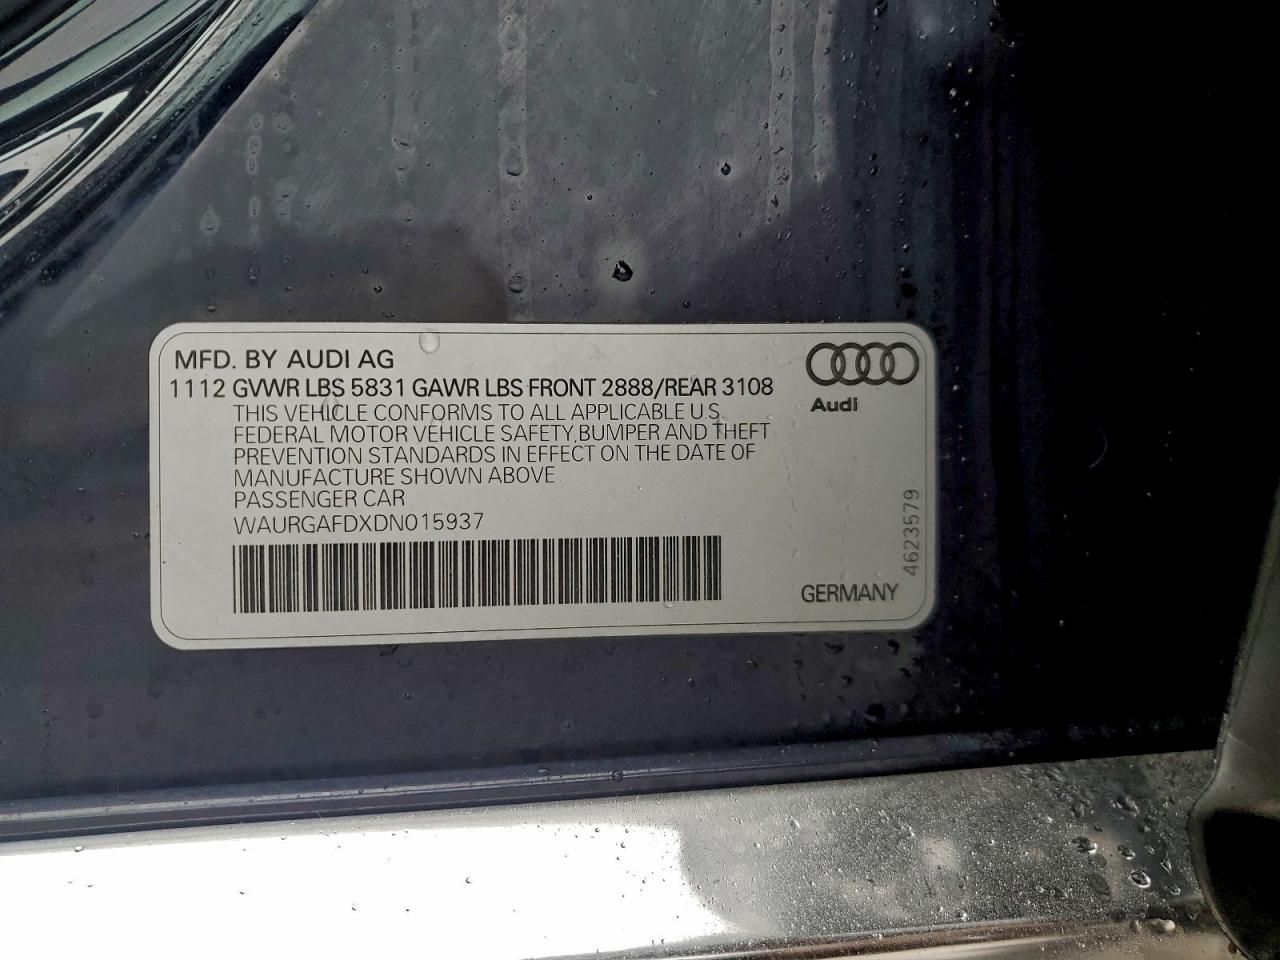 MFD. BY AUDI AG
1112 GVWR LBS 5831 GAWR LBS FRONT 2888/REAR 3108
THIS VEHICLE CONFORMS TO ALL APPLICABLE U.S.
FEDERAL MOTOR VEHICLE SAFETY,BUMPER AND THEFT
PREVENTION STANDARDS IN EFFECT ON THE DATE OF
MANUFACTURE SHOWN ABOVE
PASSENGER CAR
WAURGAFDXDN015937
Audi
4623579
GERMANY